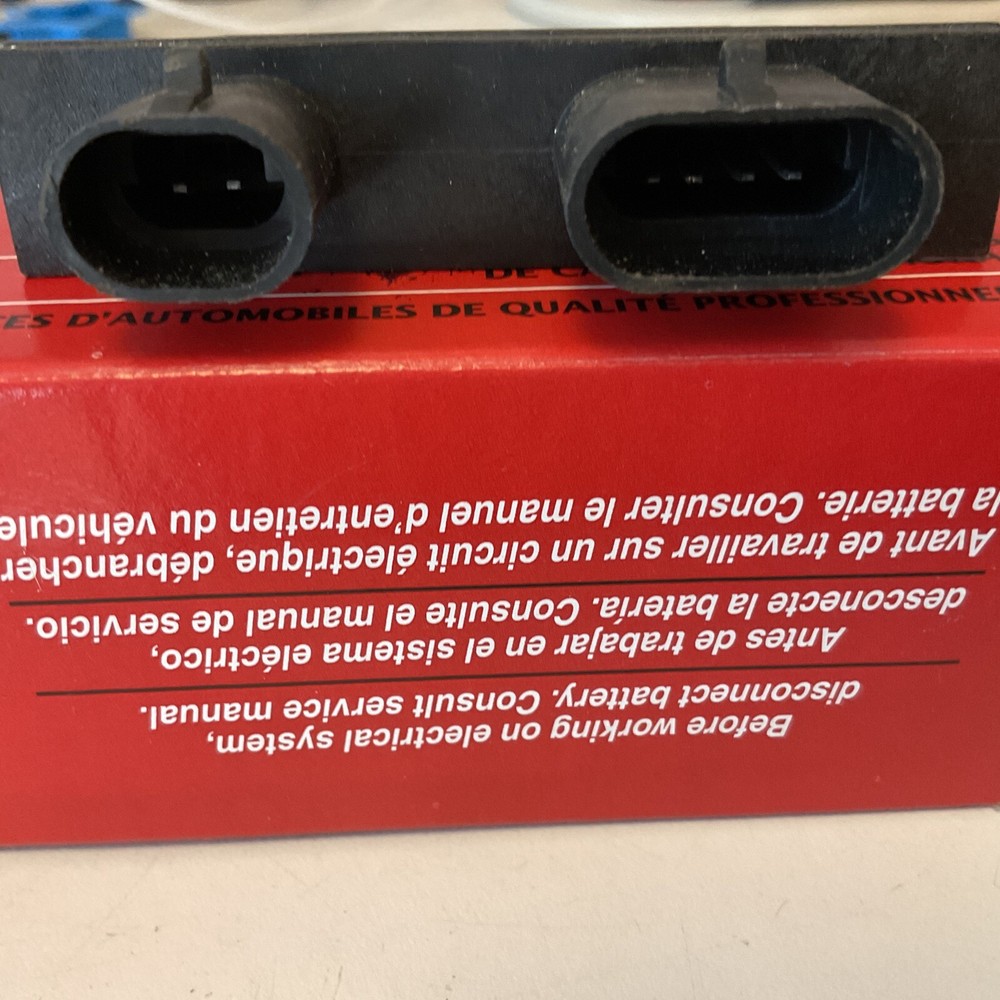 DE CA
D'AUTOMOBILES DE QUALITÉ PROFESSIONNE
Before working on electrical system,
disconnect battery. Consult service manual.
Antes de trabajar en el sistema eléctrico,
desconecte la batería. Consulte el manual de servicio.
Avant de travailler sur un circuit électrique, débrancher
la batterie. Consulter le manuel d'entretien du véhicule